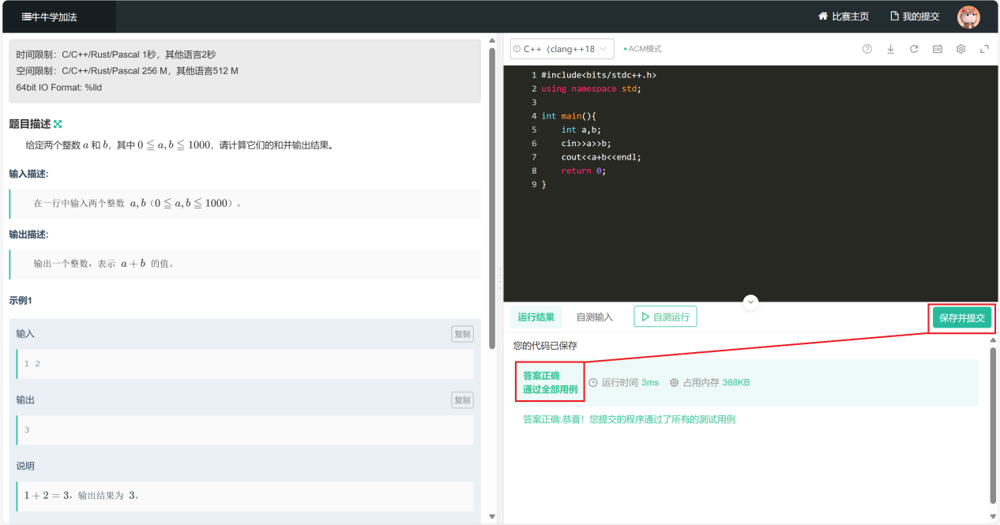 牛牛学加法
比赛主页
我的提交
时间限制：C/C++/Rust/Pascal 1秒，其他语言2秒
空间限制：C/C++/Rust/Pascal 256 M，其他语言512 M
64bit IO Format: %lld
题目描述
给定两个整数 a 和 b，其中 0 ≦ a, b ≦ 1000，请计算它们的和并输出结果。
输入描述:
在一行中输入两个整数 a, b（0 ≦ a, b ≦ 1000）。
输出描述:
输出一个整数，表示 a + b 的值。
示例1
输入
复制
1 2
输出
复制
3
说明
1 + 2 = 3，输出结果为 3。
C++（clang++18
ACM模式
1 #include<bits/stdc++.h>
2 using namespace std;
3
4 int main(){
5     int a,b;
6     cin>>a>>b;
7     cout<<a+b<<endl;
8     return 0;
9 }
运行结果
自测输入
自测运行
保存并提交
您的代码已保存
答案正确
通过全部用例
运行时间 3ms
占用内存 388KB
答案正确:恭喜！您提交的程序通过了所有的测试用例